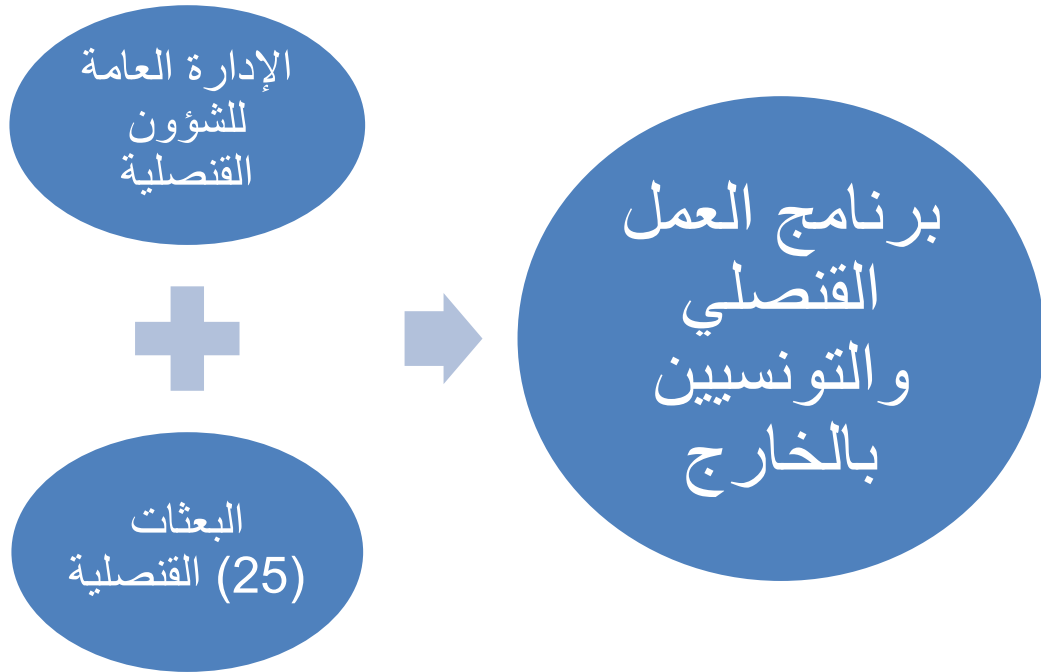 الإدارة العامة
للشؤون
القنصلية
البعثات
القنصلية (25)
برنامج العمل
القنصلي
والتونسيين
بالخارج